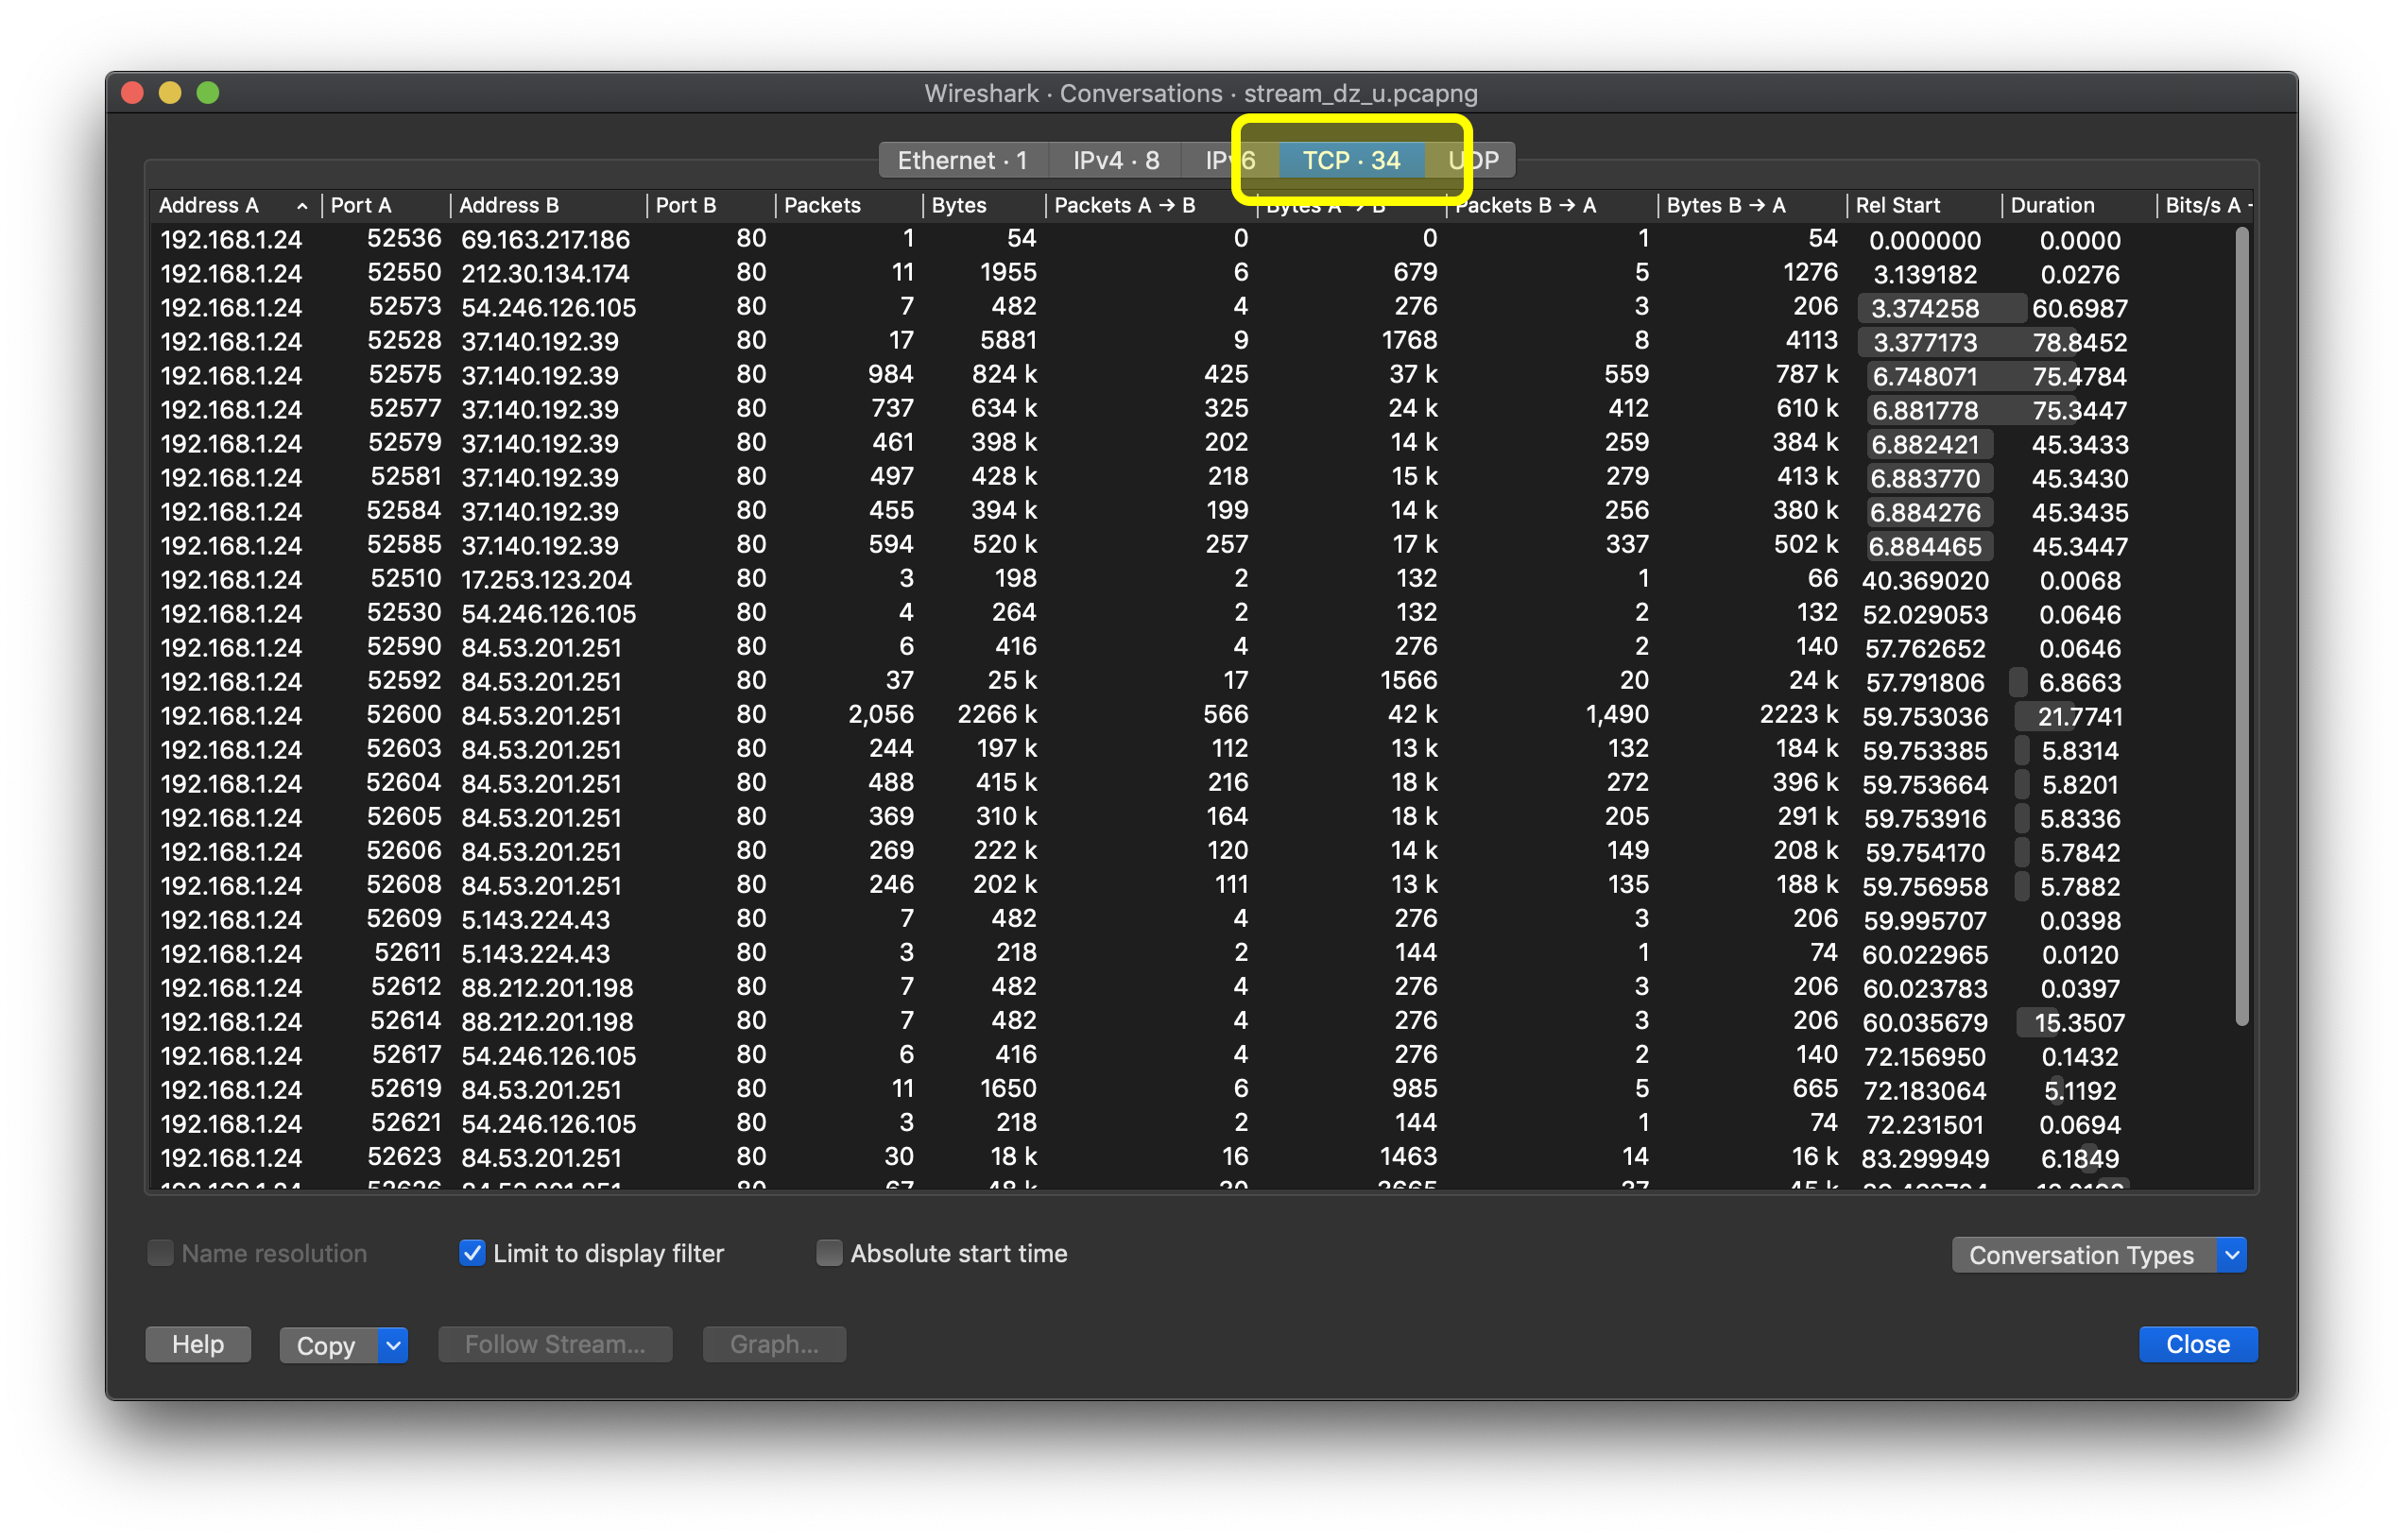 Wireshark · Conversations · stream_dz_u.pcapng
Ethernet · 1 IPv4 · 8 IPv6 TCP · 34 UDP
Address A Port A Address B Port B Packets Bytes Packets A → B Bytes A → B Packets B → A Bytes B → A Rel Start Duration Bits/s A
192.168.1.24 52536 69.163.217.186 80 1 54 0 0 1 54 0.000000 0.0000
192.168.1.24 52550 212.30.134.174 80 11 1955 6 679 5 1276 3.139182 0.0276
192.168.1.24 52573 54.246.126.105 80 7 482 4 276 3 206 3.374258 60.6987
192.168.1.24 52528 37.140.192.39 80 17 5881 9 1768 8 4113 3.377173 78.8452
192.168.1.24 52575 37.140.192.39 80 984 824 k 425 37 k 559 787 k 6.748071 75.4784
192.168.1.24 52577 37.140.192.39 80 737 634 k 325 24 k 412 610 k 6.881778 75.3447
192.168.1.24 52579 37.140.192.39 80 461 398 k 202 14 k 259 384 k 6.882421 45.3433
192.168.1.24 52581 37.140.192.39 80 497 428 k 218 15 k 279 413 k 6.883770 45.3430
192.168.1.24 52584 37.140.192.39 80 455 394 k 199 14 k 256 380 k 6.884276 45.3435
192.168.1.24 52585 37.140.192.39 80 594 520 k 257 17 k 337 502 k 6.884465 45.3447
192.168.1.24 52510 17.253.123.204 80 3 198 2 132 1 66 40.369020 0.0068
192.168.1.24 52530 54.246.126.105 80 4 264 2 132 2 132 52.029053 0.0646
192.168.1.24 52590 84.53.201.251 80 6 416 4 276 2 140 57.762652 0.0646
192.168.1.24 52592 84.53.201.251 80 37 25 k 17 1566 20 24 k 57.791806 6.8663
192.168.1.24 52600 84.53.201.251 80 2,056 2266 k 566 42 k 1,490 2223 k 59.753036 21.7741
192.168.1.24 52603 84.53.201.251 80 244 197 k 112 13 k 132 184 k 59.753385 5.8314
192.168.1.24 52604 84.53.201.251 80 488 415 k 216 18 k 272 396 k 59.753664 5.8201
192.168.1.24 52605 84.53.201.251 80 369 310 k 164 18 k 205 291 k 59.753916 5.8336
192.168.1.24 52606 84.53.201.251 80 269 222 k 120 14 k 149 208 k 59.754170 5.7842
192.168.1.24 52608 84.53.201.251 80 246 202 k 111 13 k 135 188 k 59.756958 5.7882
192.168.1.24 52609 5.143.224.43 80 7 482 4 276 3 206 59.995707 0.0398
192.168.1.24 52611 5.143.224.43 80 3 218 2 144 1 74 60.022965 0.0120
192.168.1.24 52612 88.212.201.198 80 7 482 4 276 3 206 60.023783 0.0397
192.168.1.24 52614 88.212.201.198 80 7 482 4 276 3 206 60.035679 15.3507
192.168.1.24 52617 54.246.126.105 80 6 416 4 276 2 140 72.156950 0.1432
192.168.1.24 52619 84.53.201.251 80 11 1650 6 985 5 665 72.183064 5.1192
192.168.1.24 52621 54.246.126.105 80 3 218 2 144 1 74 72.231501 0.0694
192.168.1.24 52623 84.53.201.251 80 30 18 k 16 1463 14 16 k 83.299949 6.1849
Name resolution Limit to display filter Absolute start time Conversation Types
Help Copy Follow Stream... Graph... Close